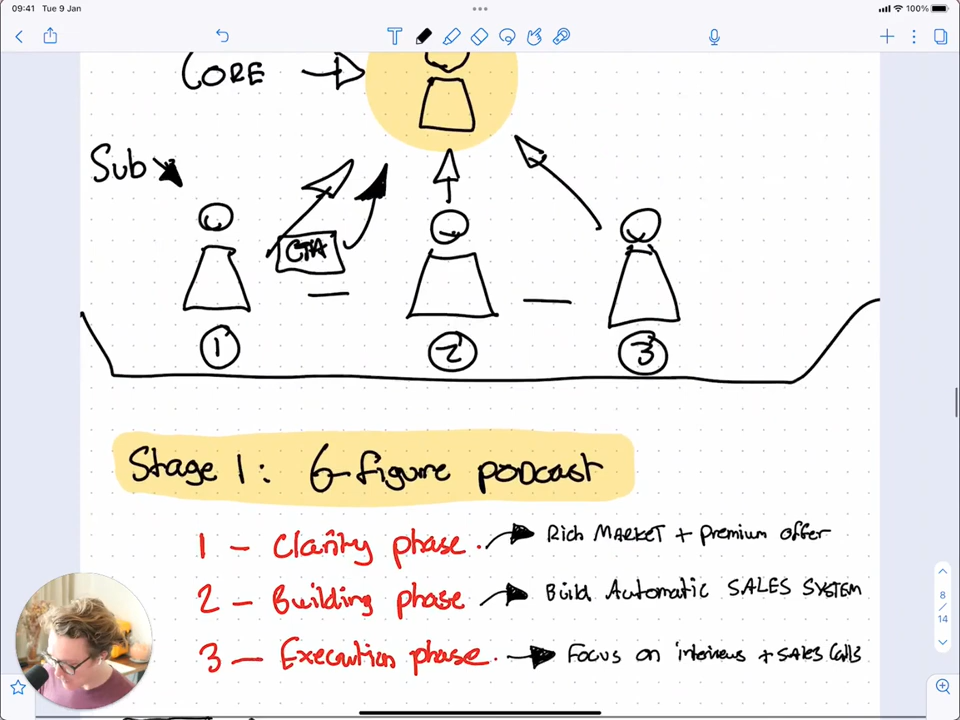 09:41 Tue 9 Jan
100%
CORE
Sub
CTA
1
2
3
Stage 1: 6-figure podcast
1 - Clarity phase. Rich MARKET + premium offer
2 - Building phase Build Automatic SALES SYSTEM
3 - Execution phase. Focus on interviews + SALES Calls
8
/
14